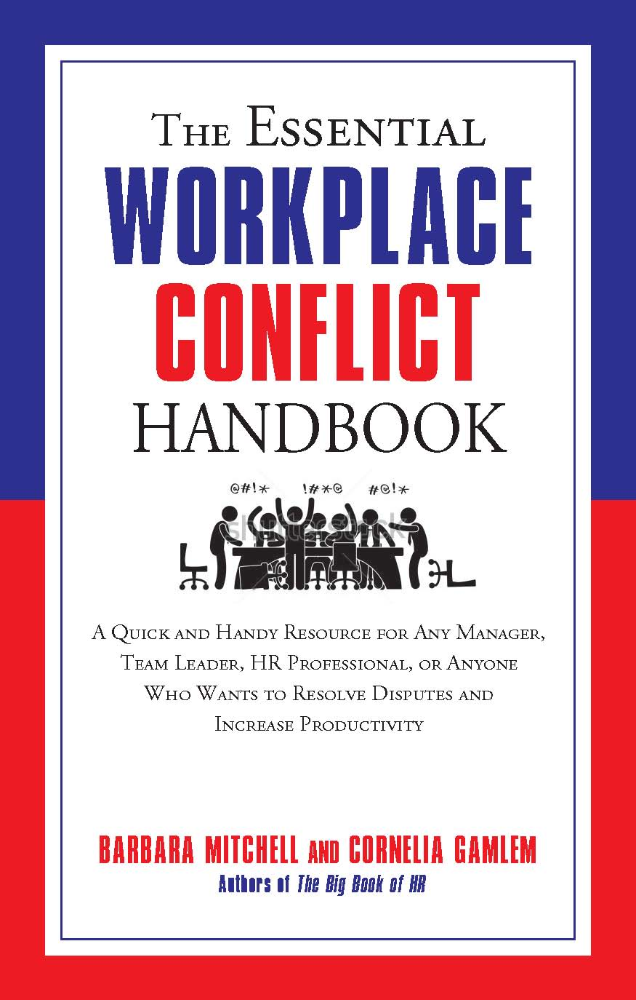 The Essential
WORKPLACE
CONFLICT
HANDBOOK
@#!* !#*@ #@!*
shutterstock
A Quick and Handy Resource for Any Manager,
Team Leader, HR Professional, or Anyone
Who Wants to Resolve Disputes and
Increase Productivity
BARBARA MITCHELL AND CORNELIA GAMLEM
Authors of The Big Book of HR